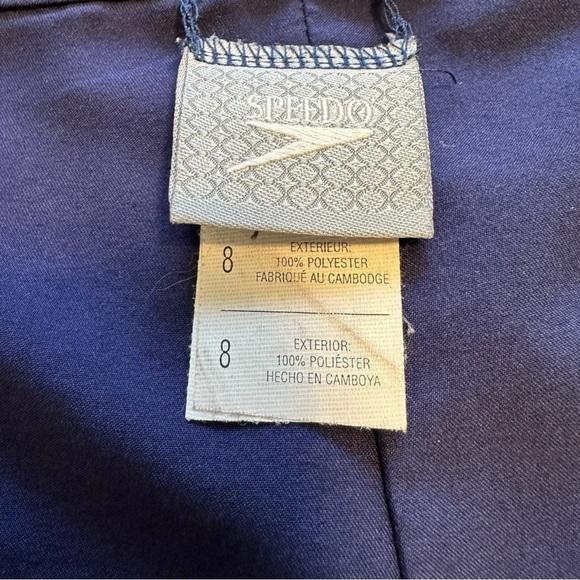 SPEEDO
8
EXTERIEUR:
100% POLYESTER
FABRIQUÉ AU CAMBODGE
8
EXTERIOR:
100% POLIÉSTER
HECHO EN CAMBOYA